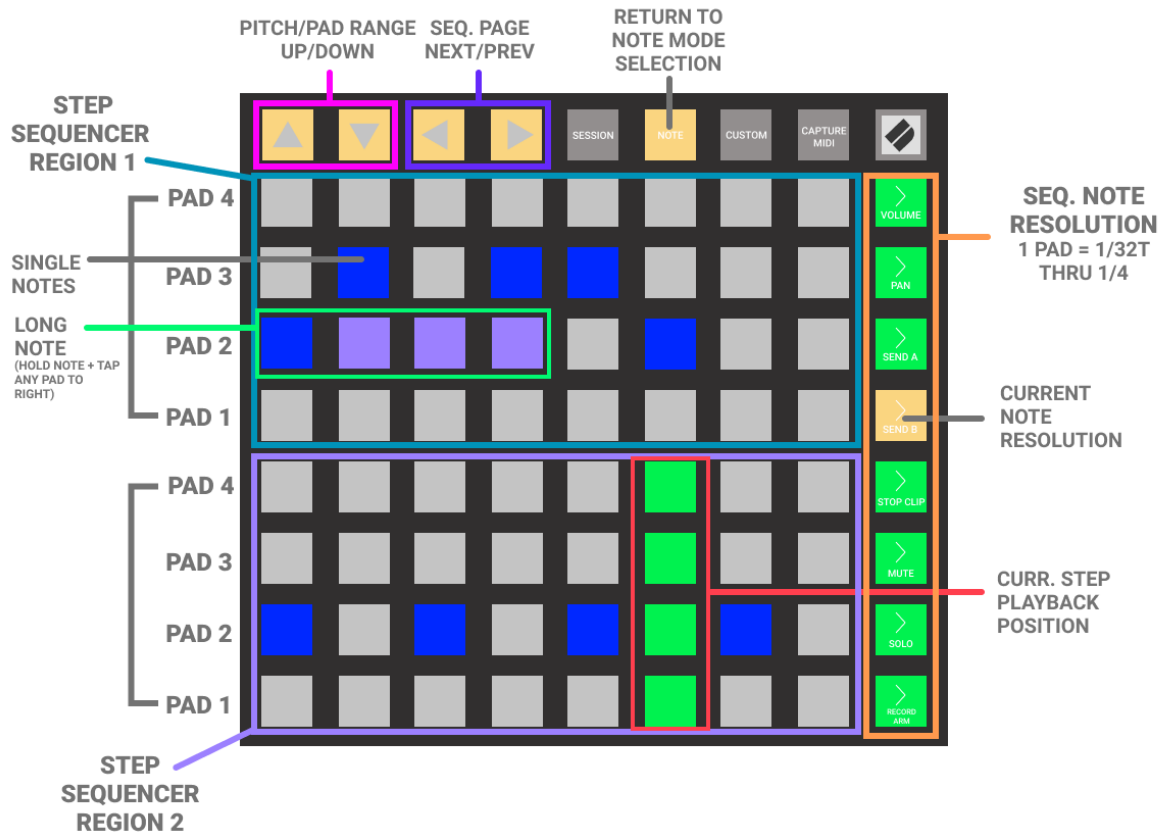 PITCH/PAD RANGE
UP/DOWN
SEQ. PAGE
NEXT/PREV
RETURN TO
NOTE MODE
SELECTION
STEP
SEQUENCER
REGION 1
SESSION
NOTE
CUSTOM
CAPTURE
MIDI
PAD 4
VOLUME
SEQ. NOTE
RESOLUTION
1 PAD = 1/32T
THRU 1/4
SINGLE
NOTES
PAD 3
PAN
LONG
NOTE
(HOLD NOTE + TAP
ANY PAD TO
RIGHT)
PAD 2
SEND A
PAD 1
SEND B
CURRENT
NOTE
RESOLUTION
PAD 4
STOP CLIP
PAD 3
MUTE
CURR. STEP
PLAYBACK
POSITION
PAD 2
SOLO
PAD 1
RECORD
ARM
STEP
SEQUENCER
REGION 2